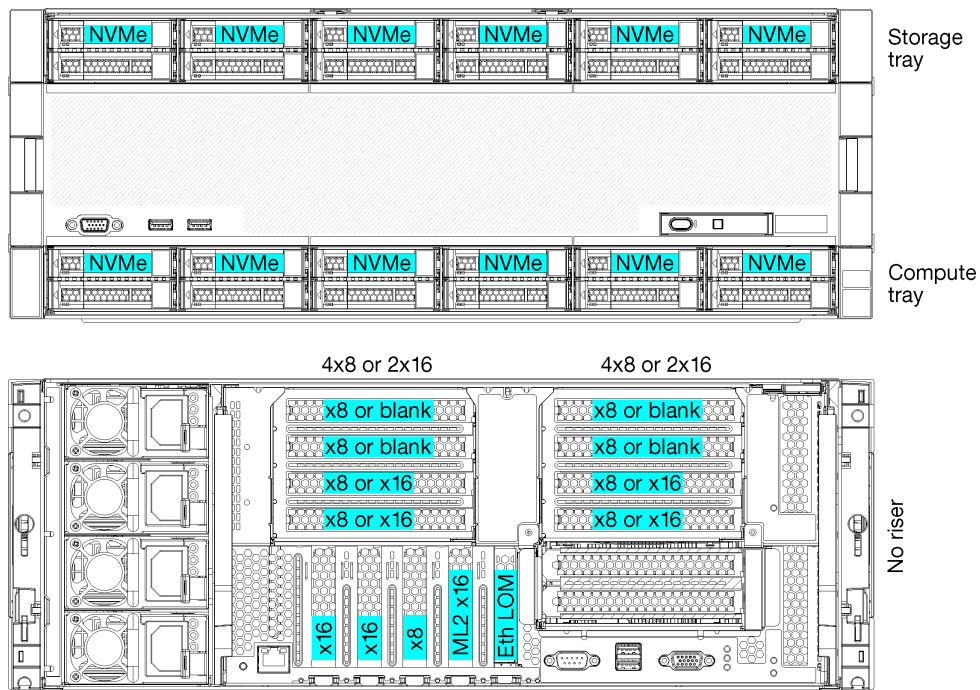 NVMe NVMe NVMe NVMe NVMe NVMe
Storage
tray
NVMe NVMe NVMe NVMe NVMe NVMe
Compute
tray
4x8 or 2x16
4x8 or 2x16
x8 or blank
x8 or blank
x8 or x16
x8 or x16
x8 or blank
x8 or blank
x8 or x16
x8 or x16
x16
x16
x8
ML2 x16
Eth LOM
No riser